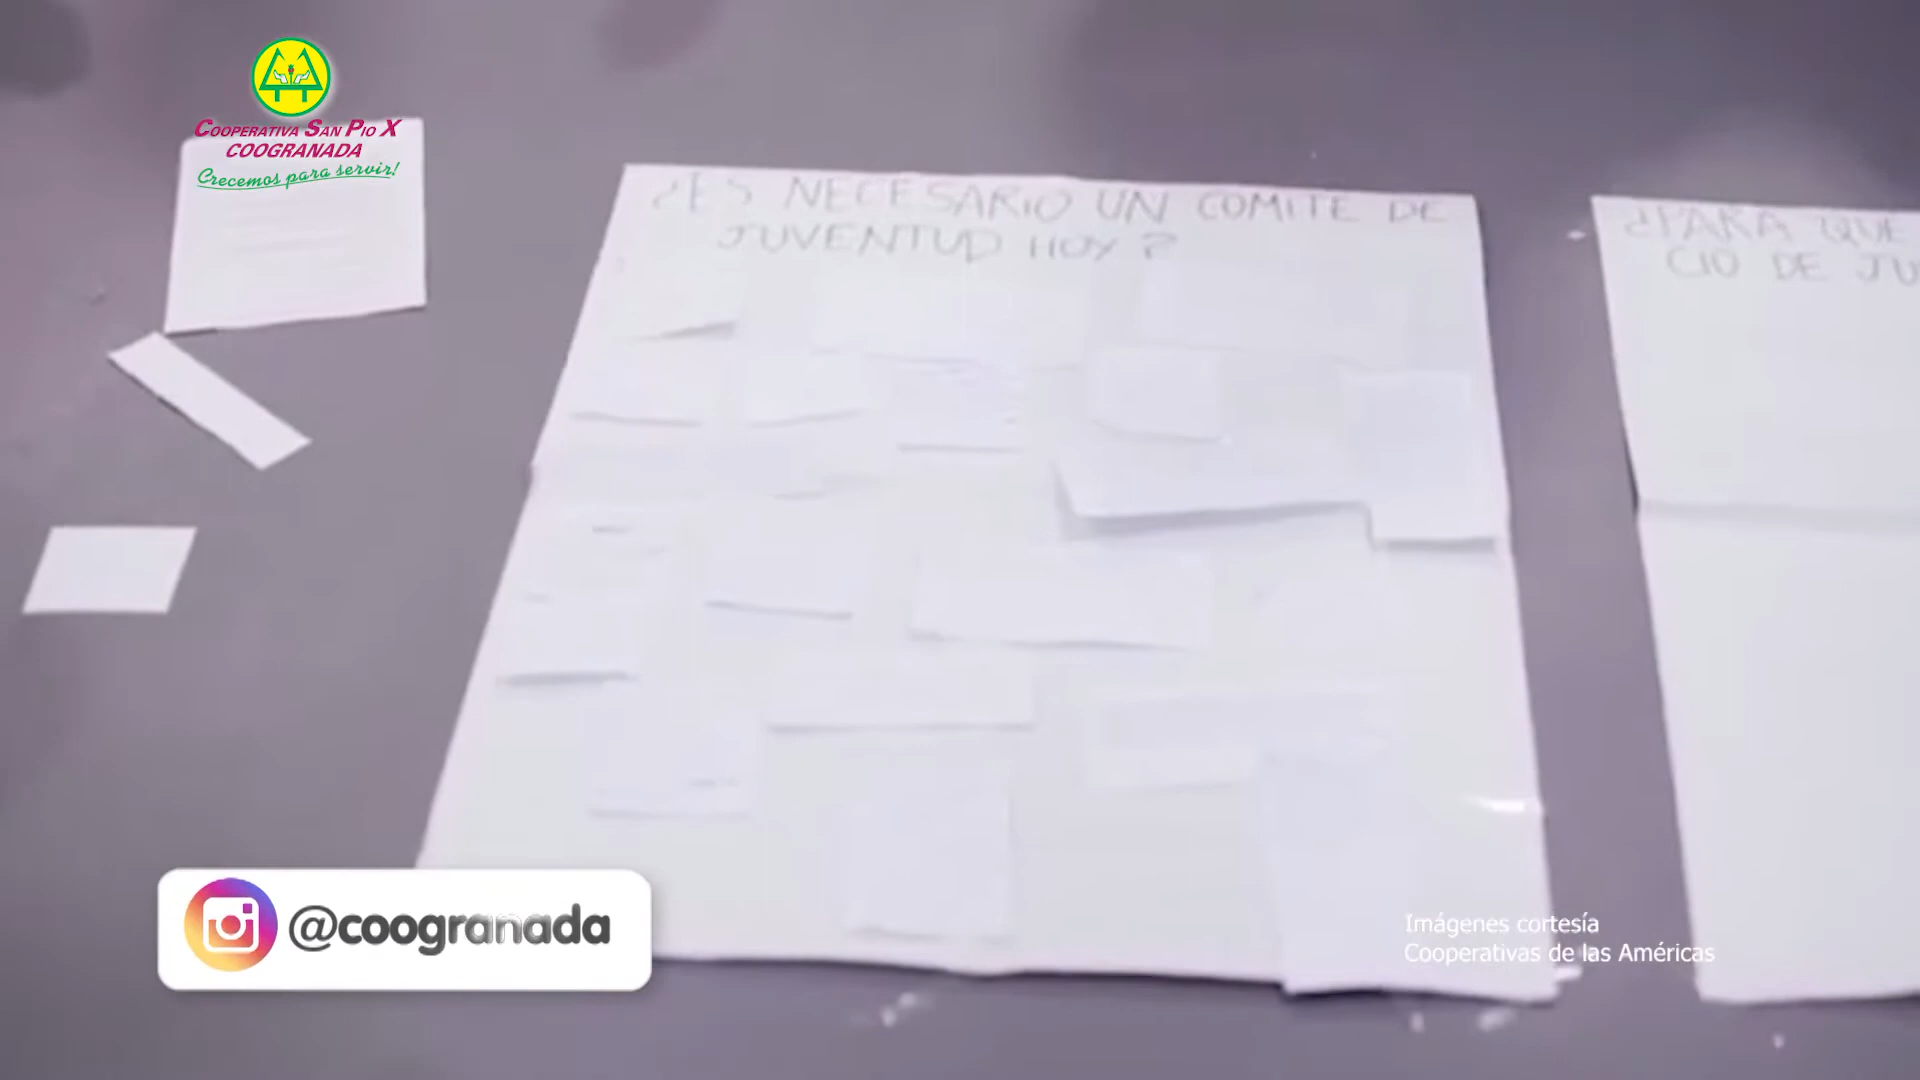 COOPERATIVA SAN PIO X
COOGRANADA
Crecemos para servir!
¿ES NECESARIO UN COMITE DE
JUVENTUD HOY?
¿PARA QUE
CIO DE JU
@coogranada
Imágenes cortesía
Cooperativas de las Américas